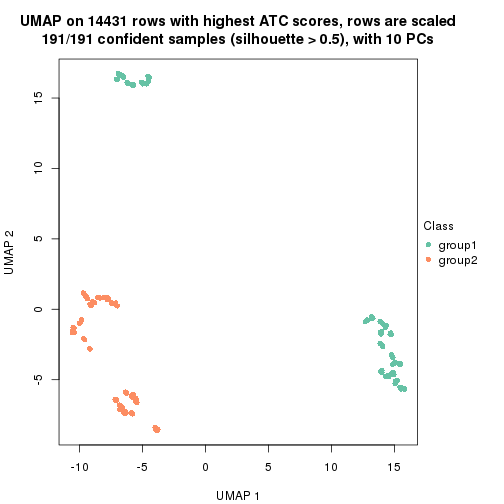 UMAP on 14431 rows with highest ATC scores, rows are scaled
191/191 confident samples (silhouette > 0.5), with 10 PCs
15
10
5
0
-5
UMAP 2
-10
-5
0
5
10
15
UMAP 1
Class
group1
group2